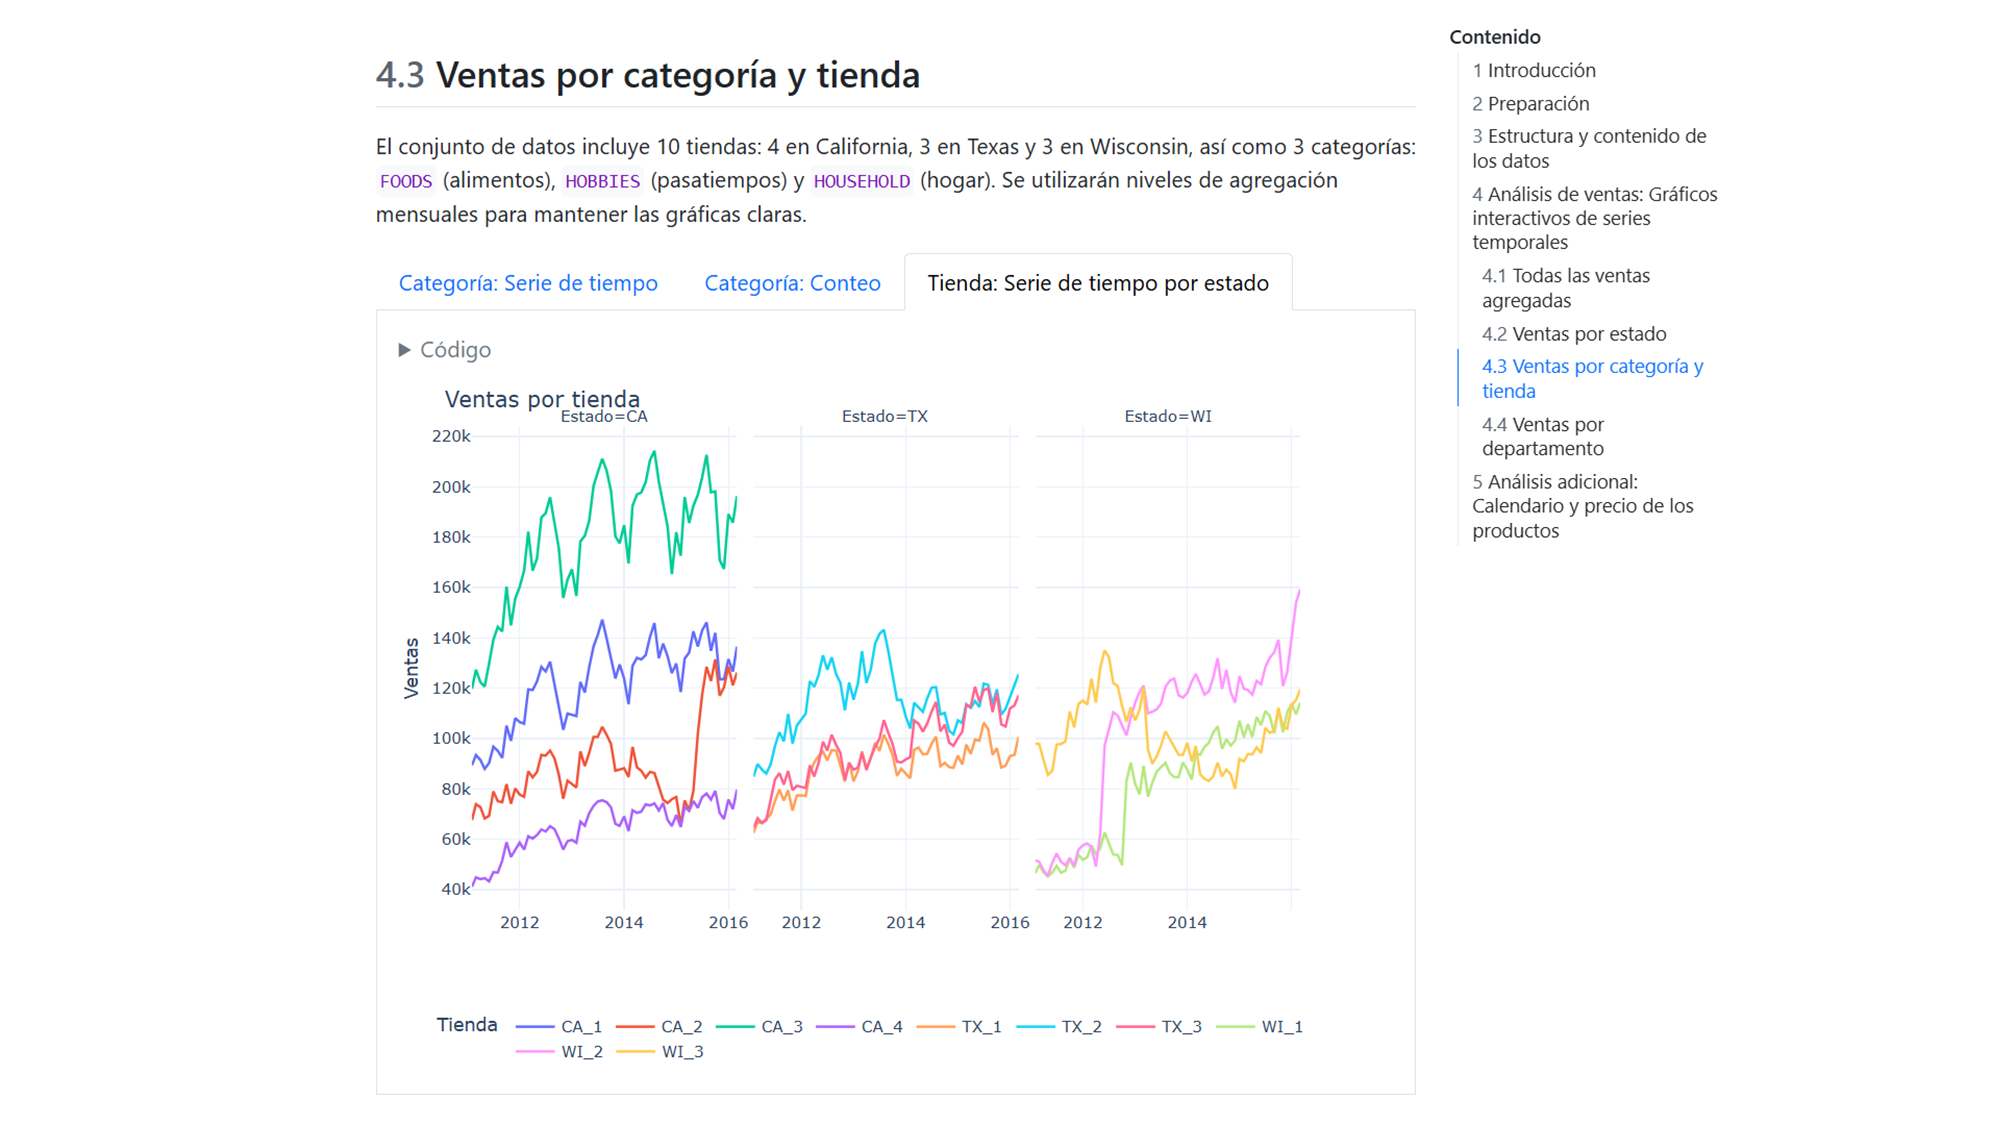 4.3 Ventas por categoría y tienda
El conjunto de datos incluye 10 tiendas: 4 en California, 3 en Texas y 3 en Wisconsin, así como 3 categorías:
FOODS (alimentos), HOBBIES (pasatiempos) y HOUSEHOLD (hogar). Se utilizarán niveles de agregación
mensuales para mantener las gráficas claras.
Categoría: Serie de tiempo
Categoría: Conteo
Tienda: Serie de tiempo por estado
Código
Ventas por tienda
Estado=CA
Estado=TX
Estado=WI
220k
200k
180k
160k
140k
120k
100k
80k
60k
40k
Ventas
2012
2014
2016
2012
2014
2016
2012
2014
Tienda
CA_1
CA_2
CA_3
CA_4
TX_1
TX_2
TX_3
WI_1
WI_2
WI_3
Contenido
1 Introducción
2 Preparación
3 Estructura y contenido de
los datos
4 Análisis de ventas: Gráficos
interactivos de series
temporales
4.1 Todas las ventas
agregadas
4.2 Ventas por estado
4.3 Ventas por categoría y
tienda
4.4 Ventas por
departamento
5 Análisis adicional:
Calendario y precio de los
productos